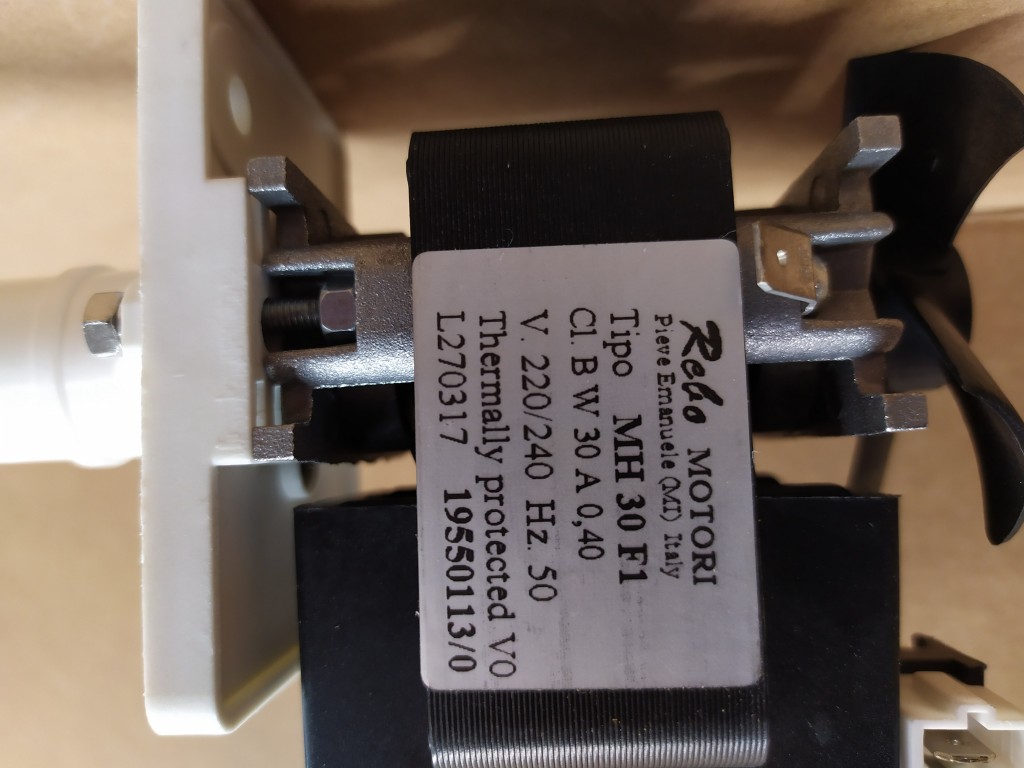 Rebo MOTORI
Pieve Emanuele (MI) Italy
Tipo MH 30 F1
Cl. B W 30 A 0,40
V. 220/240 Hz. 50
Thermally protected VO
L270317 19550113/0